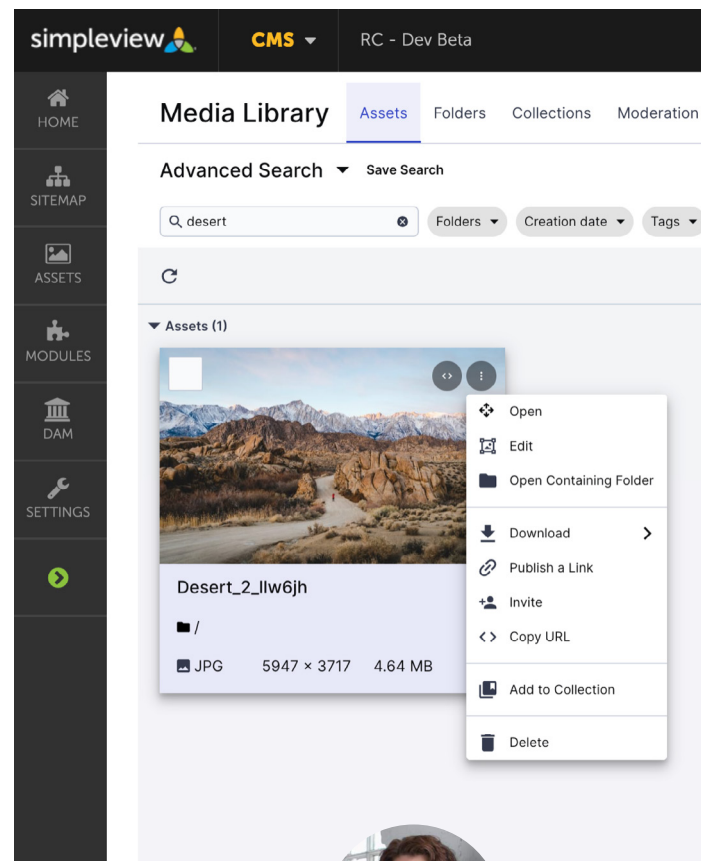 simpleview CMS RC - Dev Beta
HOME
SITEMAP
ASSETS
MODULES
DAM
SETTINGS
Media Library Assets Folders Collections Moderation
Advanced Search Save Search
desert Folders Creation date Tags
Assets (1)
Desert_2_llw6jh
/
JPG 5947 × 3717 4.64 MB
Open
Edit
Open Containing Folder
Download
Publish a Link
Invite
Copy URL
Add to Collection
Delete